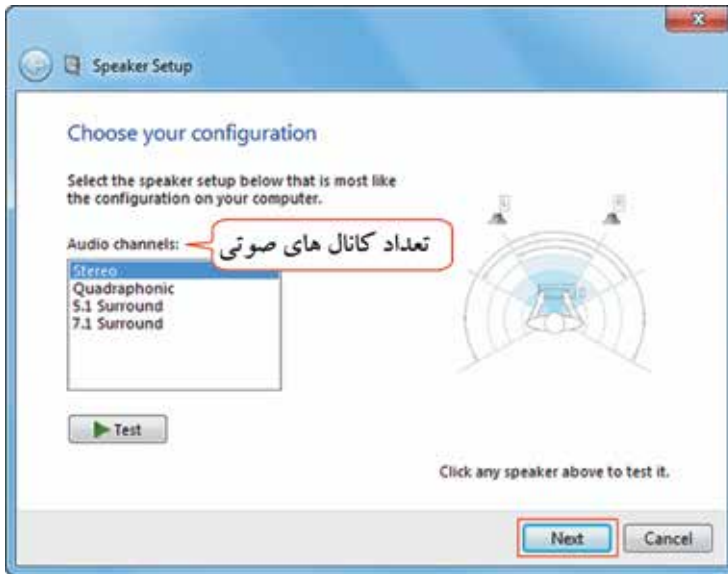 Speaker Setup
Choose your configuration
Select the speaker setup below that is most like
the configuration on your computer.
Audio channels:
تعداد کانال های صوتی
Stereo
Quadraphonic
5.1 Surround
7.1 Surround
Test
L
R
Click any speaker above to test it.
Next
Cancel